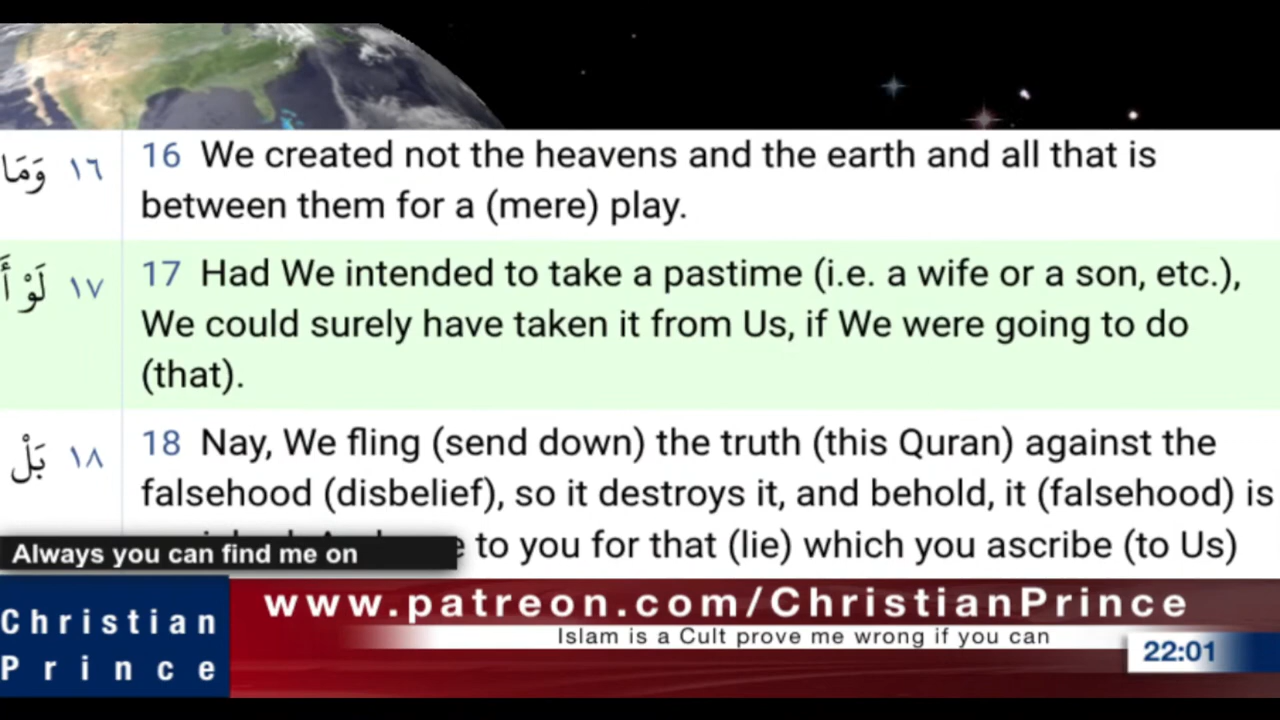 وَمَا ١٦ 16 We created not the heavens and the earth and all that is
between them for a (mere) play.
لَوْ أَ ١٧ 17 Had We intended to take a pastime (i.e. a wife or a son, etc.),
We could surely have taken it from Us, if We were going to do
(that).
بَلْ ١٨ 18 Nay, We fling (send down) the truth (this Quran) against the
falsehood (disbelief), so it destroys it, and behold, it (falsehood) is
to you for that (lie) which you ascribe (to Us)
Always you can find me on
www.patreon.com/ChristianPrince
Islam is a Cult prove me wrong if you can
Christian
Prince
22:01